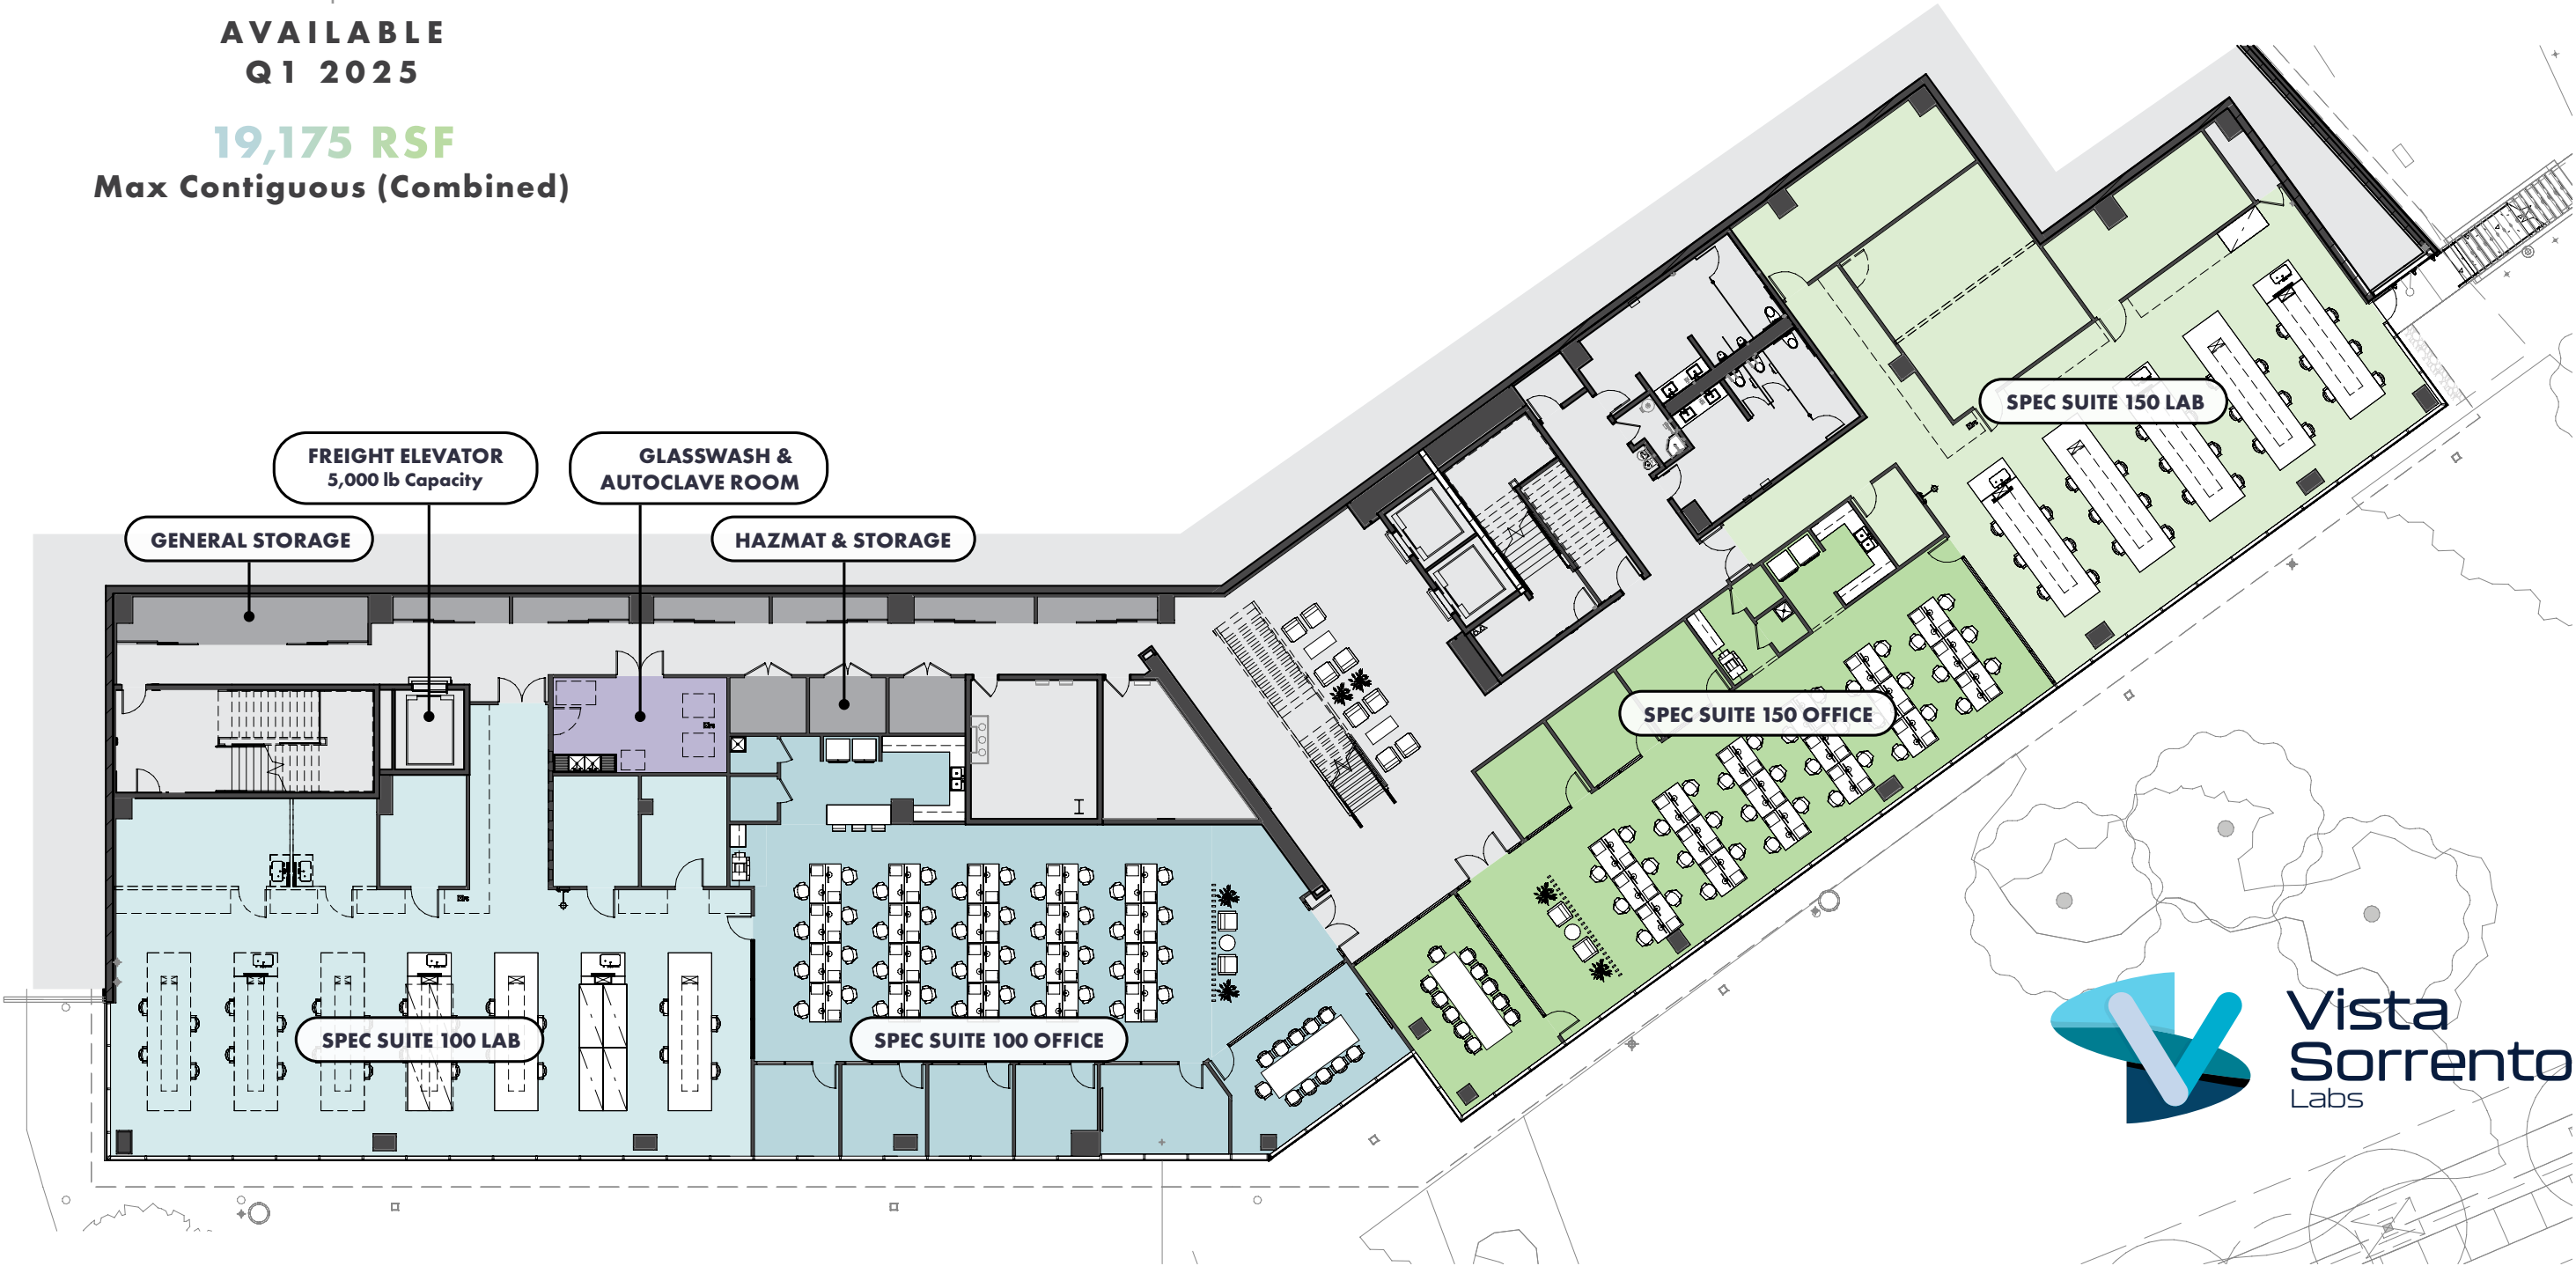 AVAILABLE
Q1 2025
19,175 RSF
Max Contiguous (Combined)
FREIGHT ELEVATOR
5,000 lb Capacity
GLASSWASH &
AUTOCLAVE ROOM
GENERAL STORAGE
HAZMAT & STORAGE
SPEC SUITE 150 LAB
SPEC SUITE 150 OFFICE
SPEC SUITE 100 LAB
SPEC SUITE 100 OFFICE
Vista
Sorrento
Labs